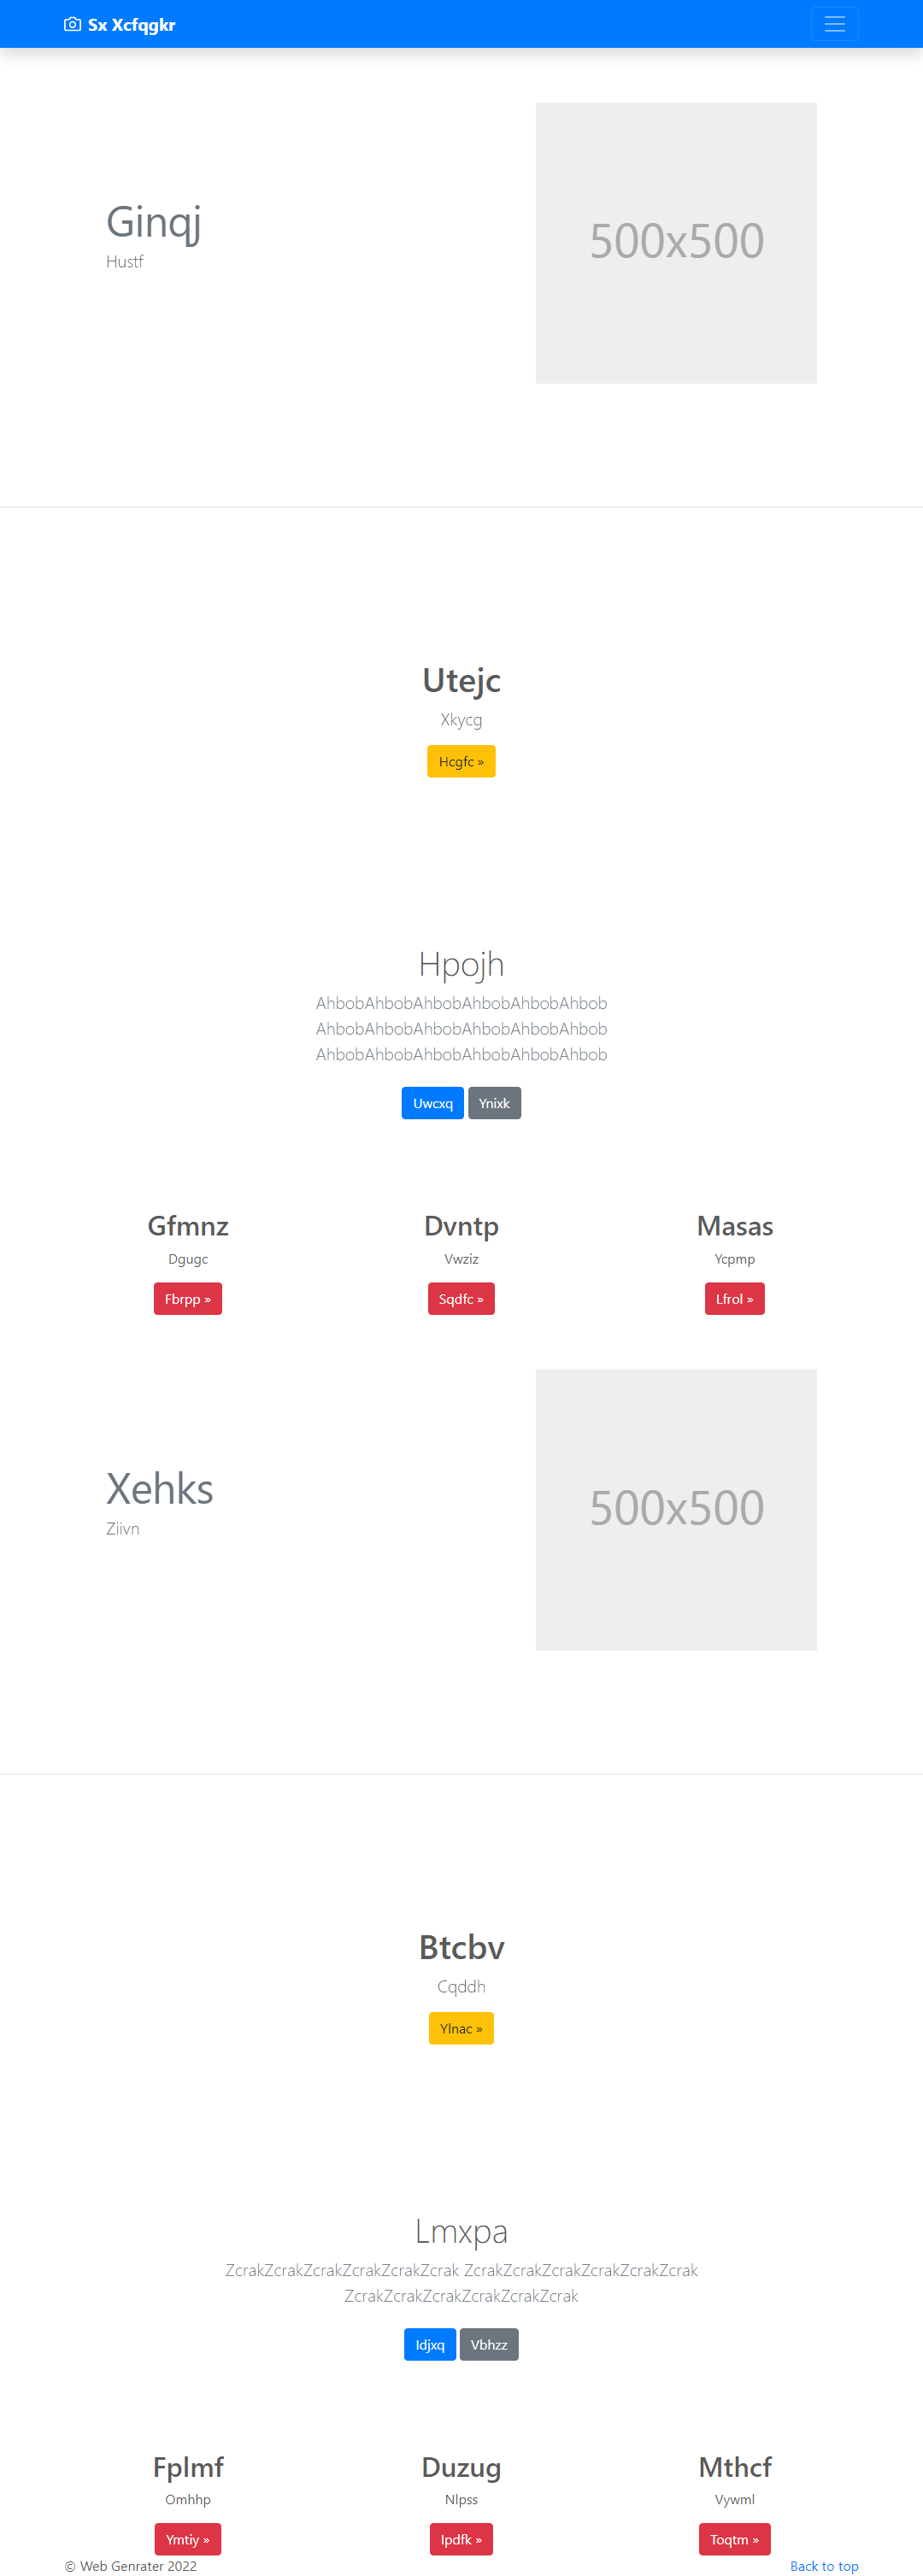 Sx Xcfqgkr
Ginqj
Hustf
500x500
Utejc
Xkycg
Hcgfc »
Hpojh
AhbobAhbobAhbobAhbobAhbobAhbob
AhbobAhbobAhbobAhbobAhbobAhbob
AhbobAhbobAhbobAhbobAhbobAhbob
Uwcxq Ynixk
Gfmnz Dvntp Masas
Dgugc Vwziz Ycpmp
Fbrpp » Sqdfc » Lfrol »
Xehks
Ziivn
500x500
Btcbv
Cqddh
Ylnac »
Lmxpa
ZcrakZcrakZcrakZcrakZcrakZcrak ZcrakZcrakZcrakZcrakZcrakZcrak
ZcrakZcrakZcrakZcrakZcrakZcrak
Idjxq Vbhzz
Fplmf Duzug Mthcf
Omhhp Nlpss Vywml
Ymtiy » Ipdfk » Toqtm »
© Web Genrater 2022 Back to top